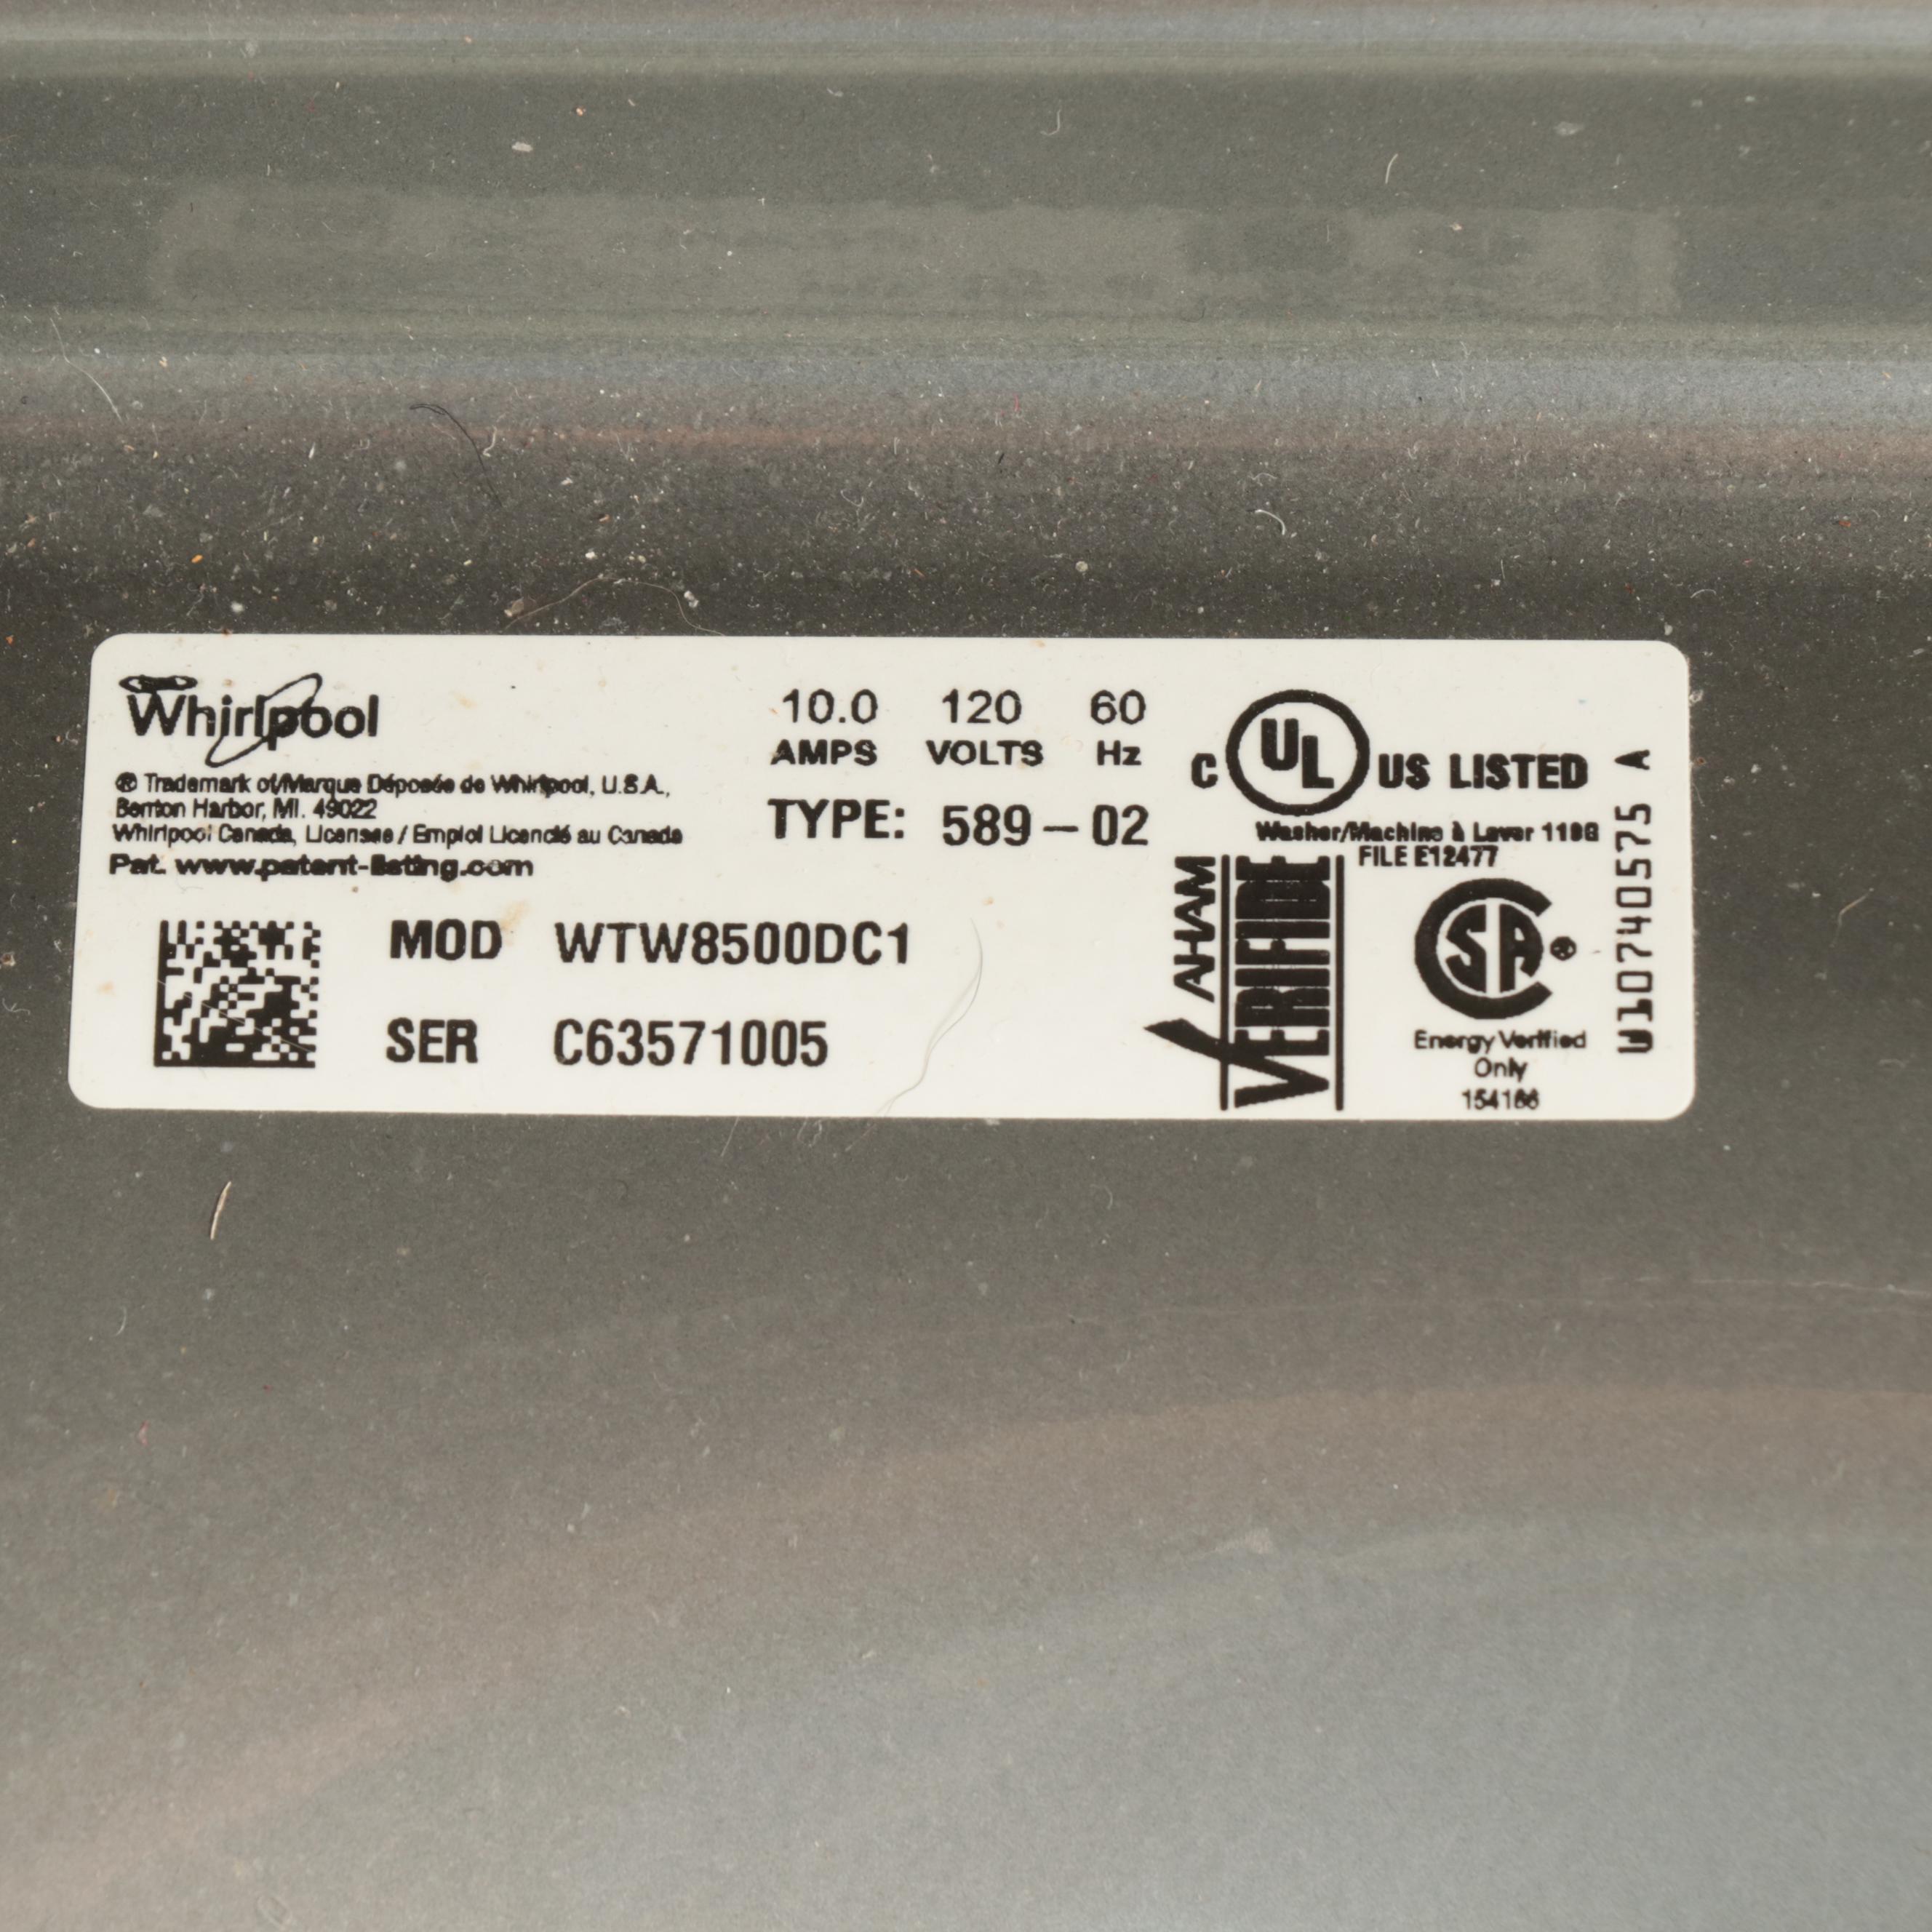 Whirlpool
® Trademark of/Marque Déposée de Whirlpool, U.S.A.,
Benton Harbor, MI. 49022
Whirlpool Canada, Licensee / Emploi Licencié au Canada
Pat. www.patent-listing.com
10.0 120 60
AMPS VOLTS Hz
TYPE: 589-02
MOD WTW8500DC1
SER C63571005
C UL US LISTED
Washer/Machine à Laver
FILE E12477
AHAM
VERIFIDE
SA ®
Energy Verified
Only
W10740575 A